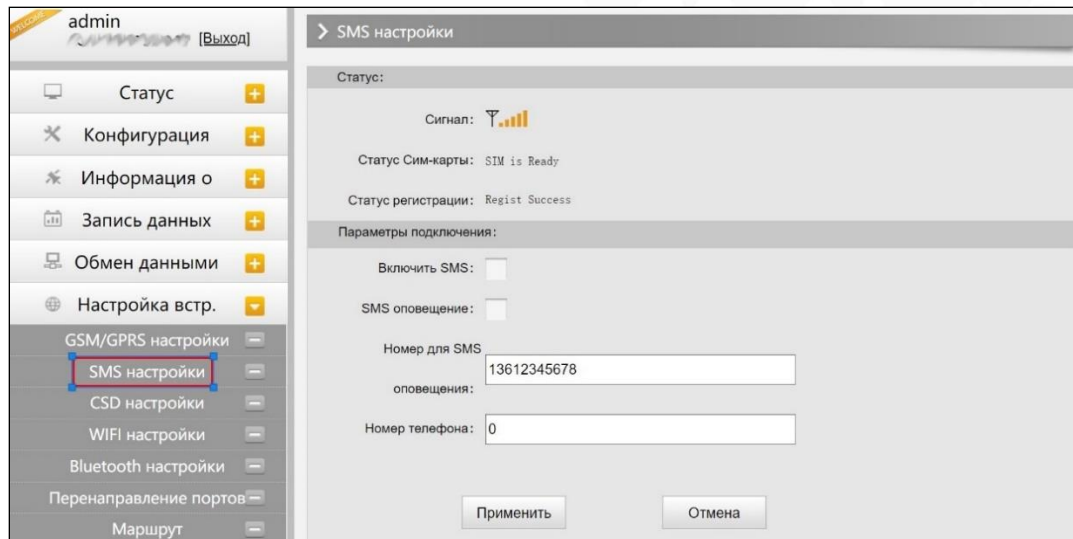 WELCOME
admin
[Выход]
Статус
Конфигурация
Информация о
Запись данных
Обмен данными
Настройка встр.
GSM/GPRS настройки
SMS настройки
CSD настройки
WIFI настройки
Bluetooth настройки
Перенаправление портов
Маршрут
SMS настройки
Статус:
Сигнал:
Статус Сим-карты: SIM is Ready
Статус регистрации: Regist Success
Параметры подключения:
Включить SMS:
SMS оповещение:
Номер для SMS
оповещения:
13612345678
Номер телефона: 0
Применить Отмена